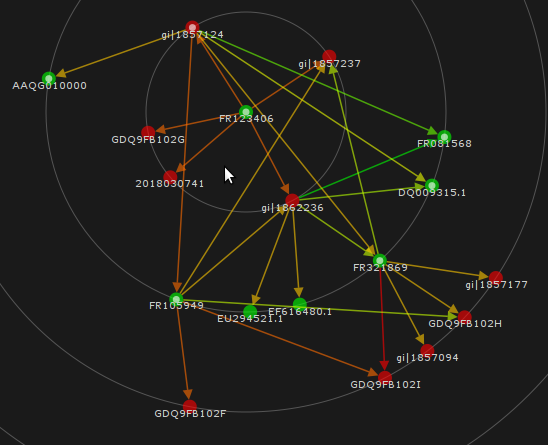 gi|1857124
gi|1857237
AAQG010000
FR123406
GDQ9FB102G
FR081568
2018030741
DQ009315.1
gi|1862236
FR321869
gi|1857177
FR105949
EF616480.1
EU294521.1
GDQ9FB102H
gi|1857094
GDQ9FB102I
GDQ9FB102F